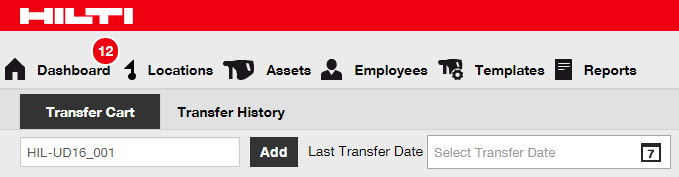 HILTI
12
Dashboard Locations Assets Employees Templates Reports
Transfer Cart Transfer History
HIL-UD16_001 Add Last Transfer Date Select Transfer Date 7